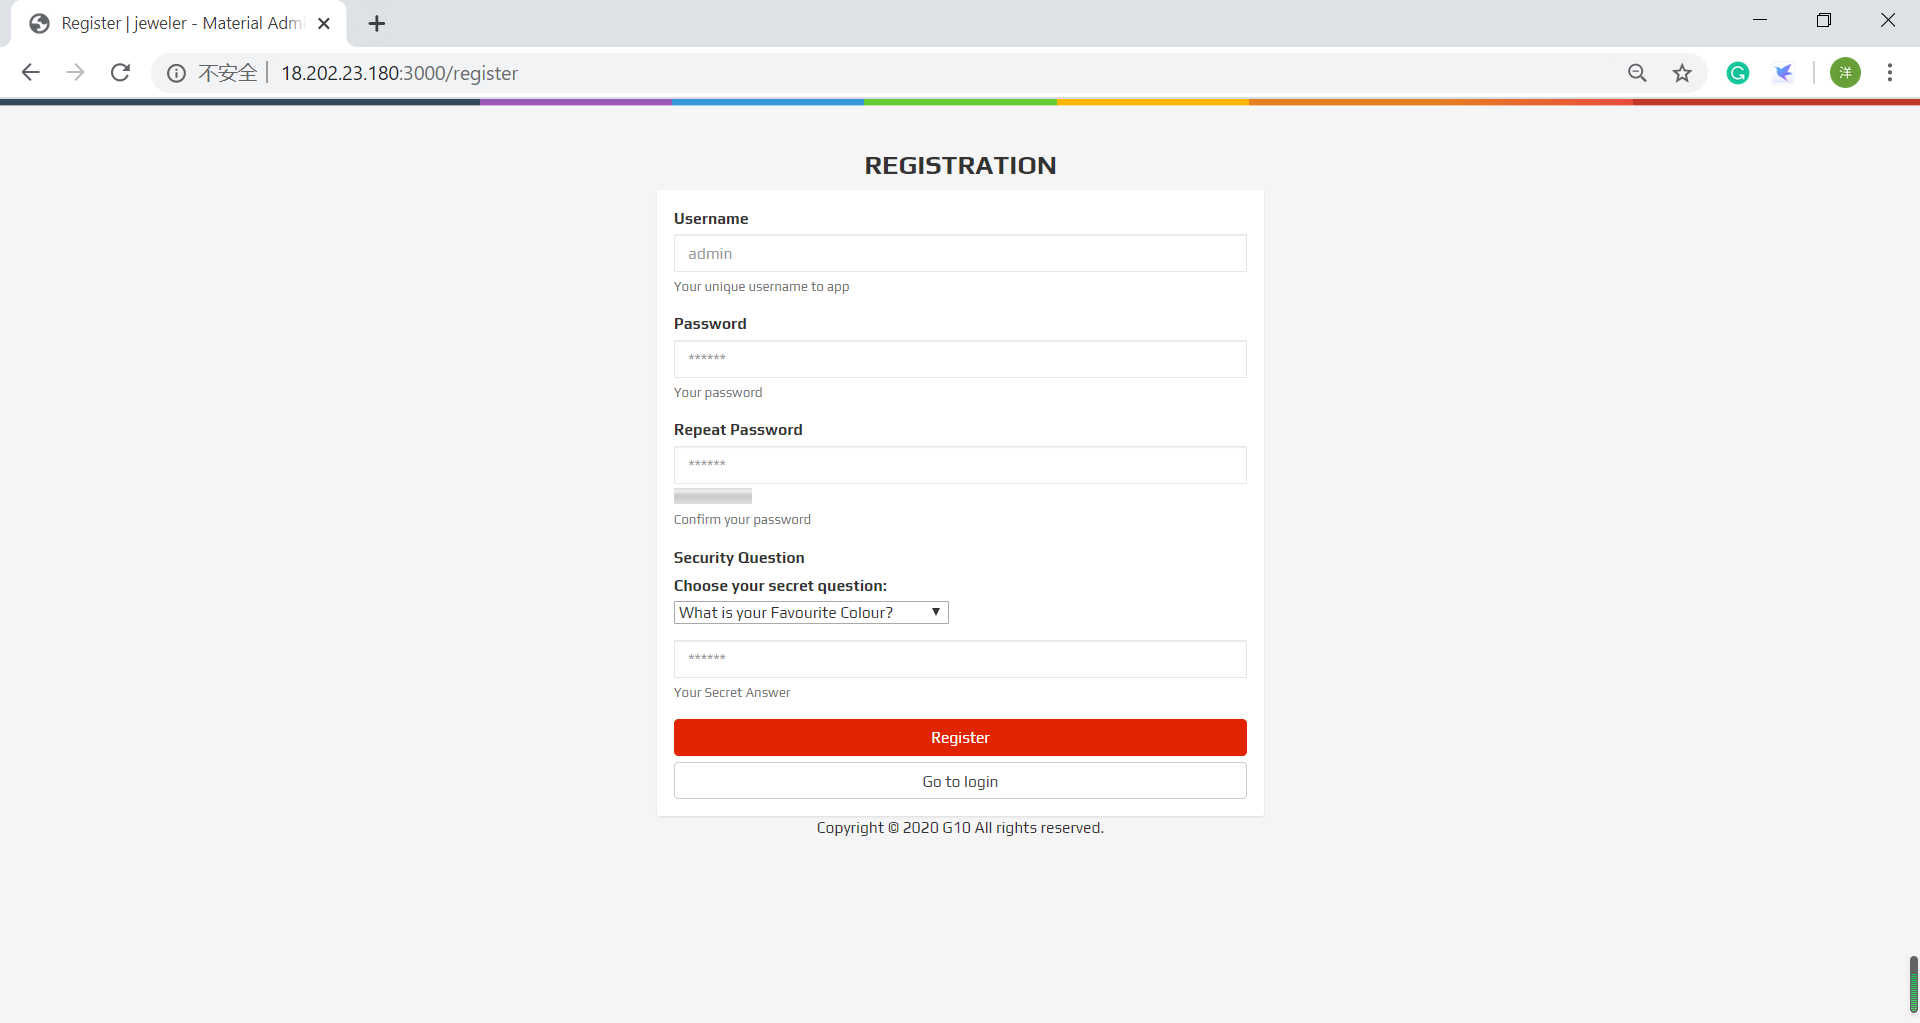 Register | jeweler - Material Admi
不安全 18.202.23.180:3000/register
洋
REGISTRATION
Username
admin
Your unique username to app
Password
******
Your password
Repeat Password
******
Confirm your password
Security Question
Choose your secret question:
What is your Favourite Colour?
******
Your Secret Answer
Register
Go to login
Copyright © 2020 G10 All rights reserved.